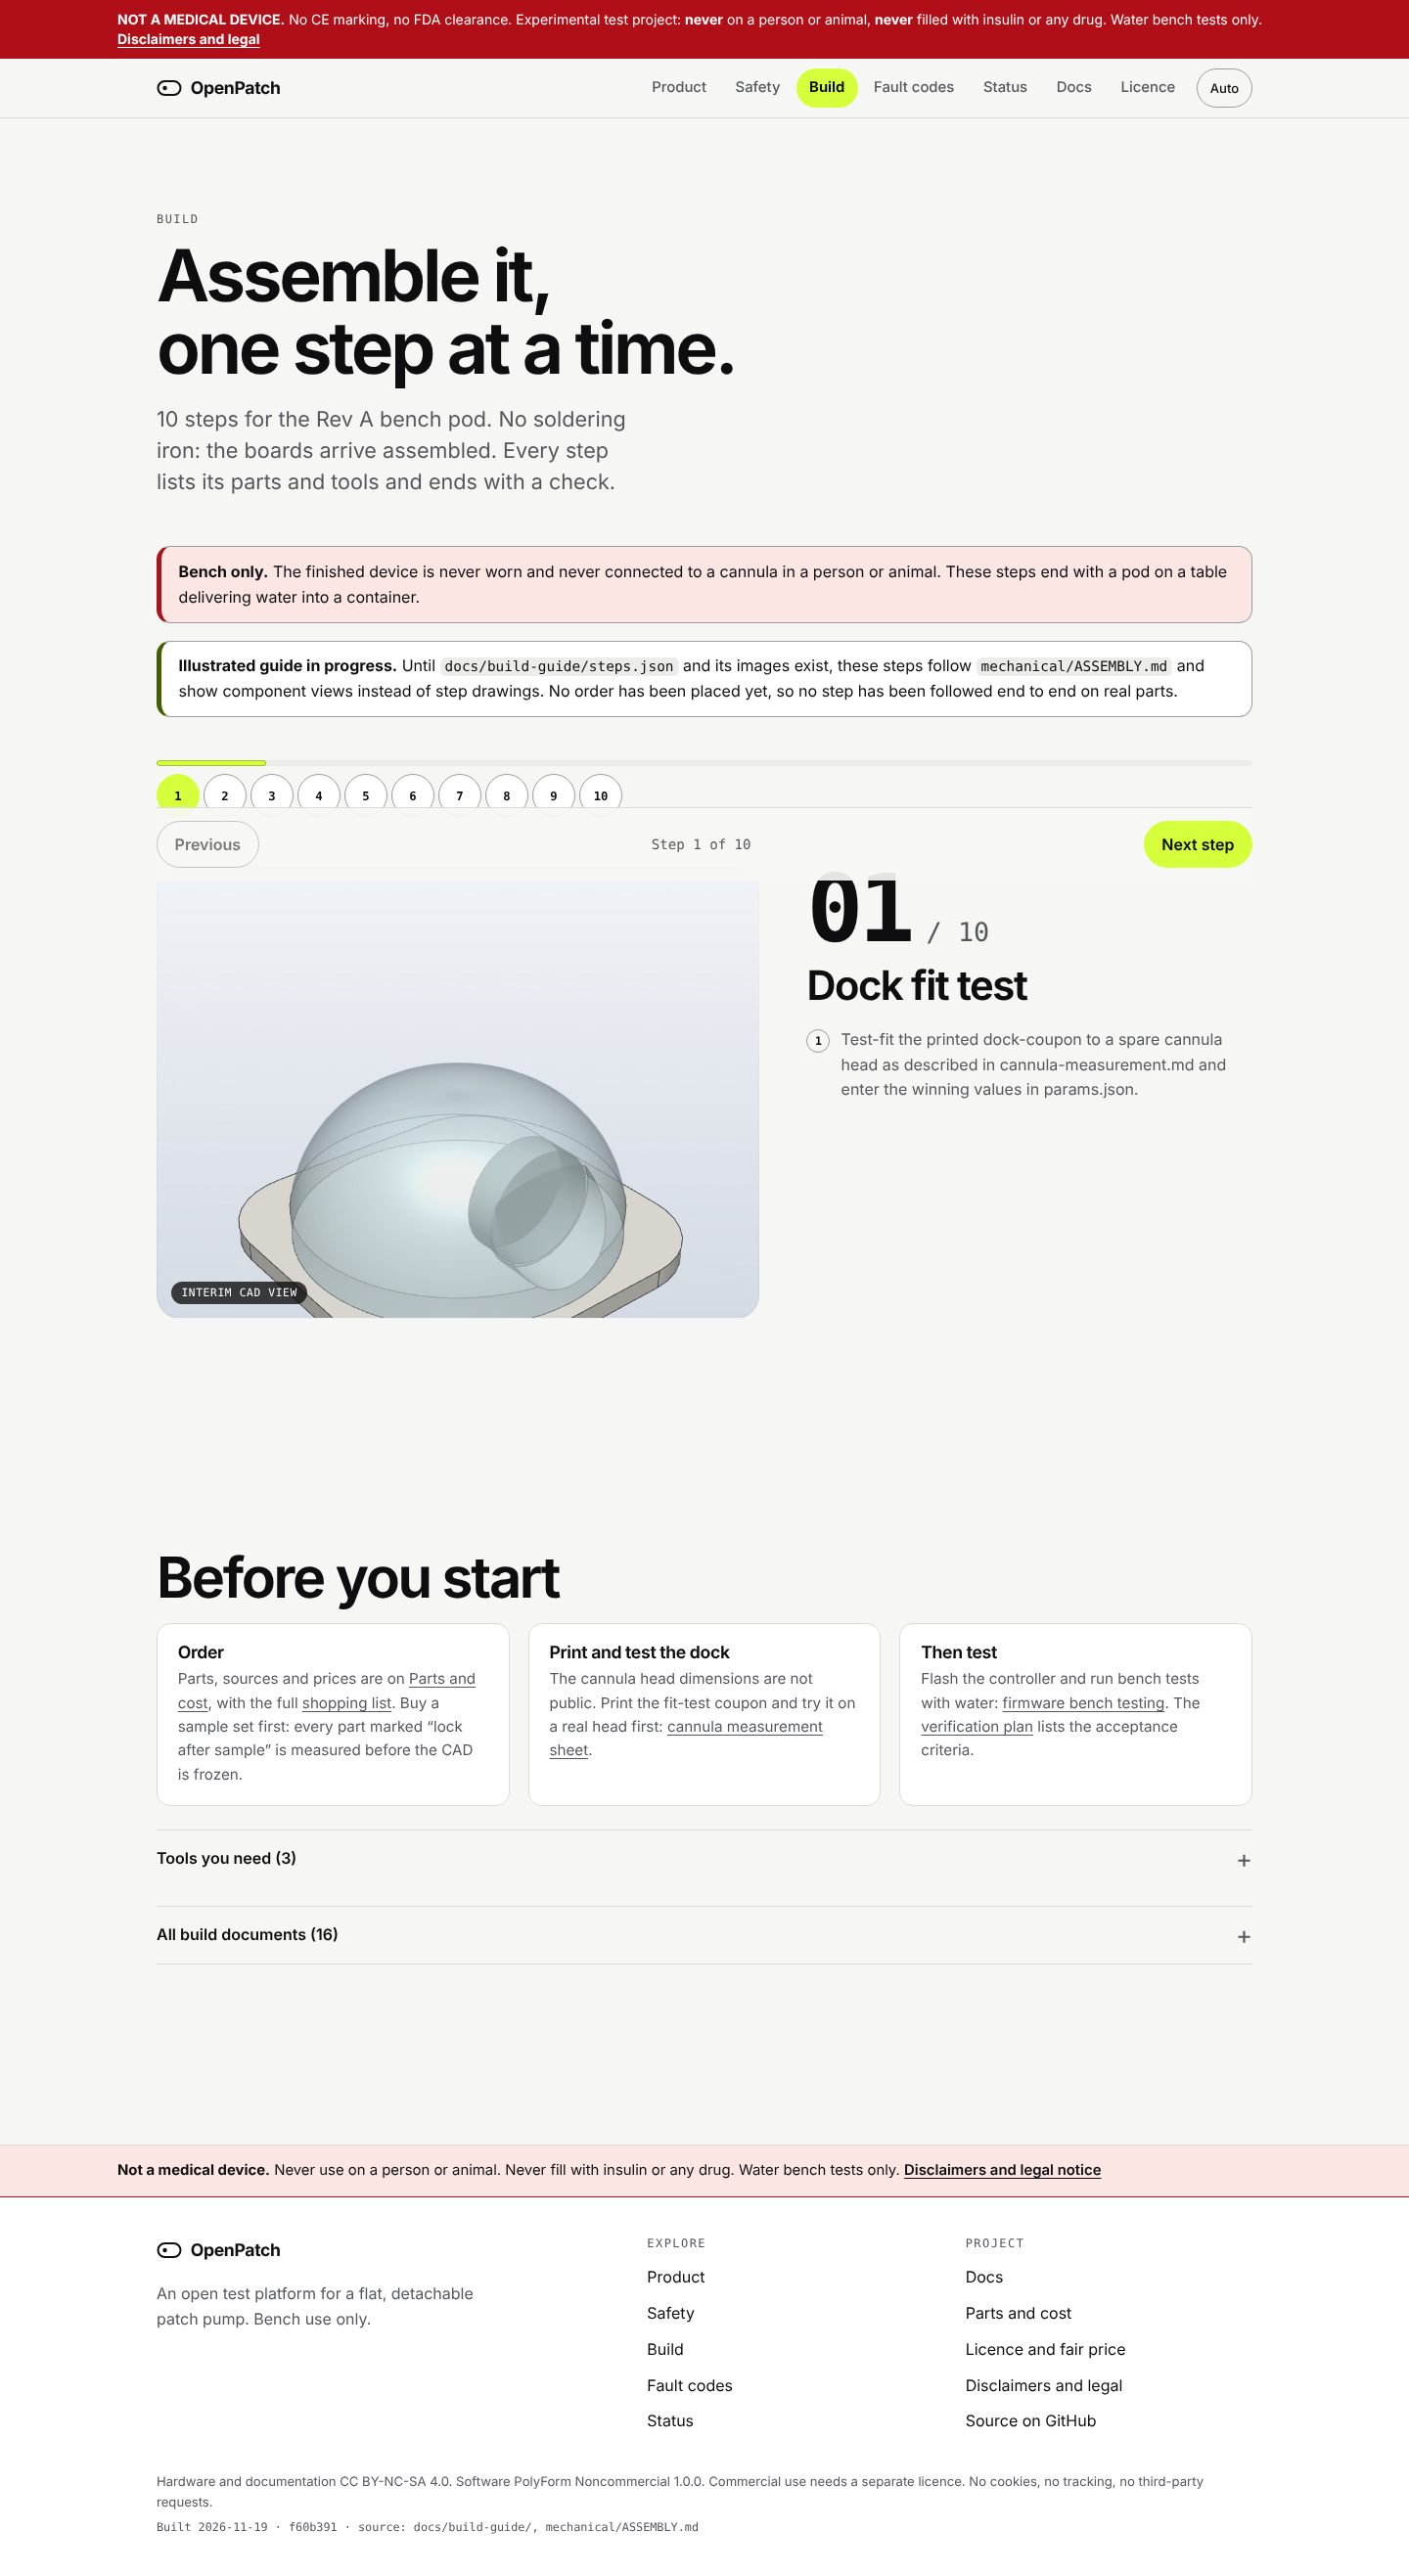 NOT A MEDICAL DEVICE. No CE marking, no FDA clearance. Experimental test project: never on a person or animal, never filled with insulin or any drug. Water bench tests only.
Disclaimers and legal
OpenPatch
Product
Safety
Build
Fault codes
Status
Docs
Licence
Auto
BUILD
Assemble it,
one step at a time.
10 steps for the Rev A bench pod. No soldering
iron: the boards arrive assembled. Every step
lists its parts and tools and ends with a check.
Bench only. The finished device is never worn and never connected to a cannula in a person or animal. These steps end with a pod on a table
delivering water into a container.
Illustrated guide in progress. Until docs/build-guide/steps.json and its images exist, these steps follow mechanical/ASSEMBLY.md and
show component views instead of step drawings. No order has been placed yet, so no step has been followed end to end on real parts.
1 2 3 4 5 6 7 8 9 10
Previous
Step 1 of 10
Next step
01 / 10
Dock fit test
1 Test-fit the printed dock-coupon to a spare cannula
head as described in cannula-measurement.md and
enter the winning values in params.json.
INTERIM CAD VIEW
Before you start
Order
Parts, sources and prices are on Parts and
cost, with the full shopping list. Buy a
sample set first: every part marked “lock
after sample” is measured before the CAD
is frozen.
Print and test the dock
The cannula head dimensions are not
public. Print the fit-test coupon and try it on
a real head first: cannula measurement
sheet.
Then test
Flash the controller and run bench tests
with water: firmware bench testing. The
verification plan lists the acceptance
criteria.
Tools you need (3)
+
All build documents (16)
+
Not a medical device. Never use on a person or animal. Never fill with insulin or any drug. Water bench tests only. Disclaimers and legal notice
OpenPatch
An open test platform for a flat, detachable
patch pump. Bench use only.
EXPLORE
Product
Safety
Build
Fault codes
Status
PROJECT
Docs
Parts and cost
Licence and fair price
Disclaimers and legal
Source on GitHub
Hardware and documentation CC BY-NC-SA 4.0. Software PolyForm Noncommercial 1.0.0. Commercial use needs a separate licence. No cookies, no tracking, no third-party
requests.
Built 2026-11-19 · f60b391 · source: docs/build-guide/, mechanical/ASSEMBLY.md